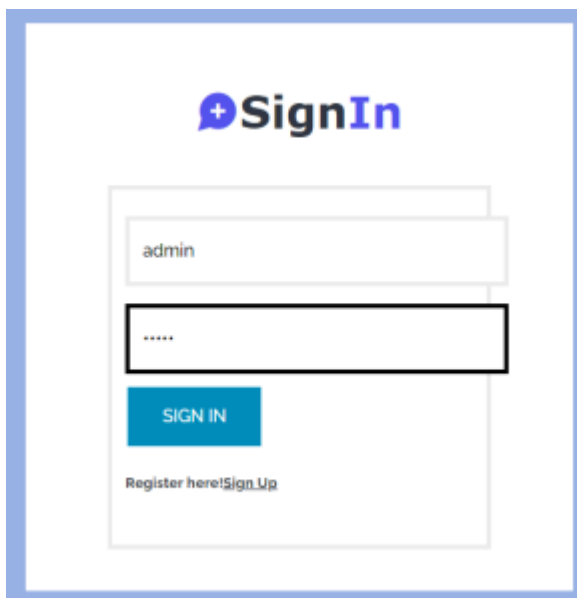 SignIn
admin
•••••
SIGN IN
Register here!Sign Up